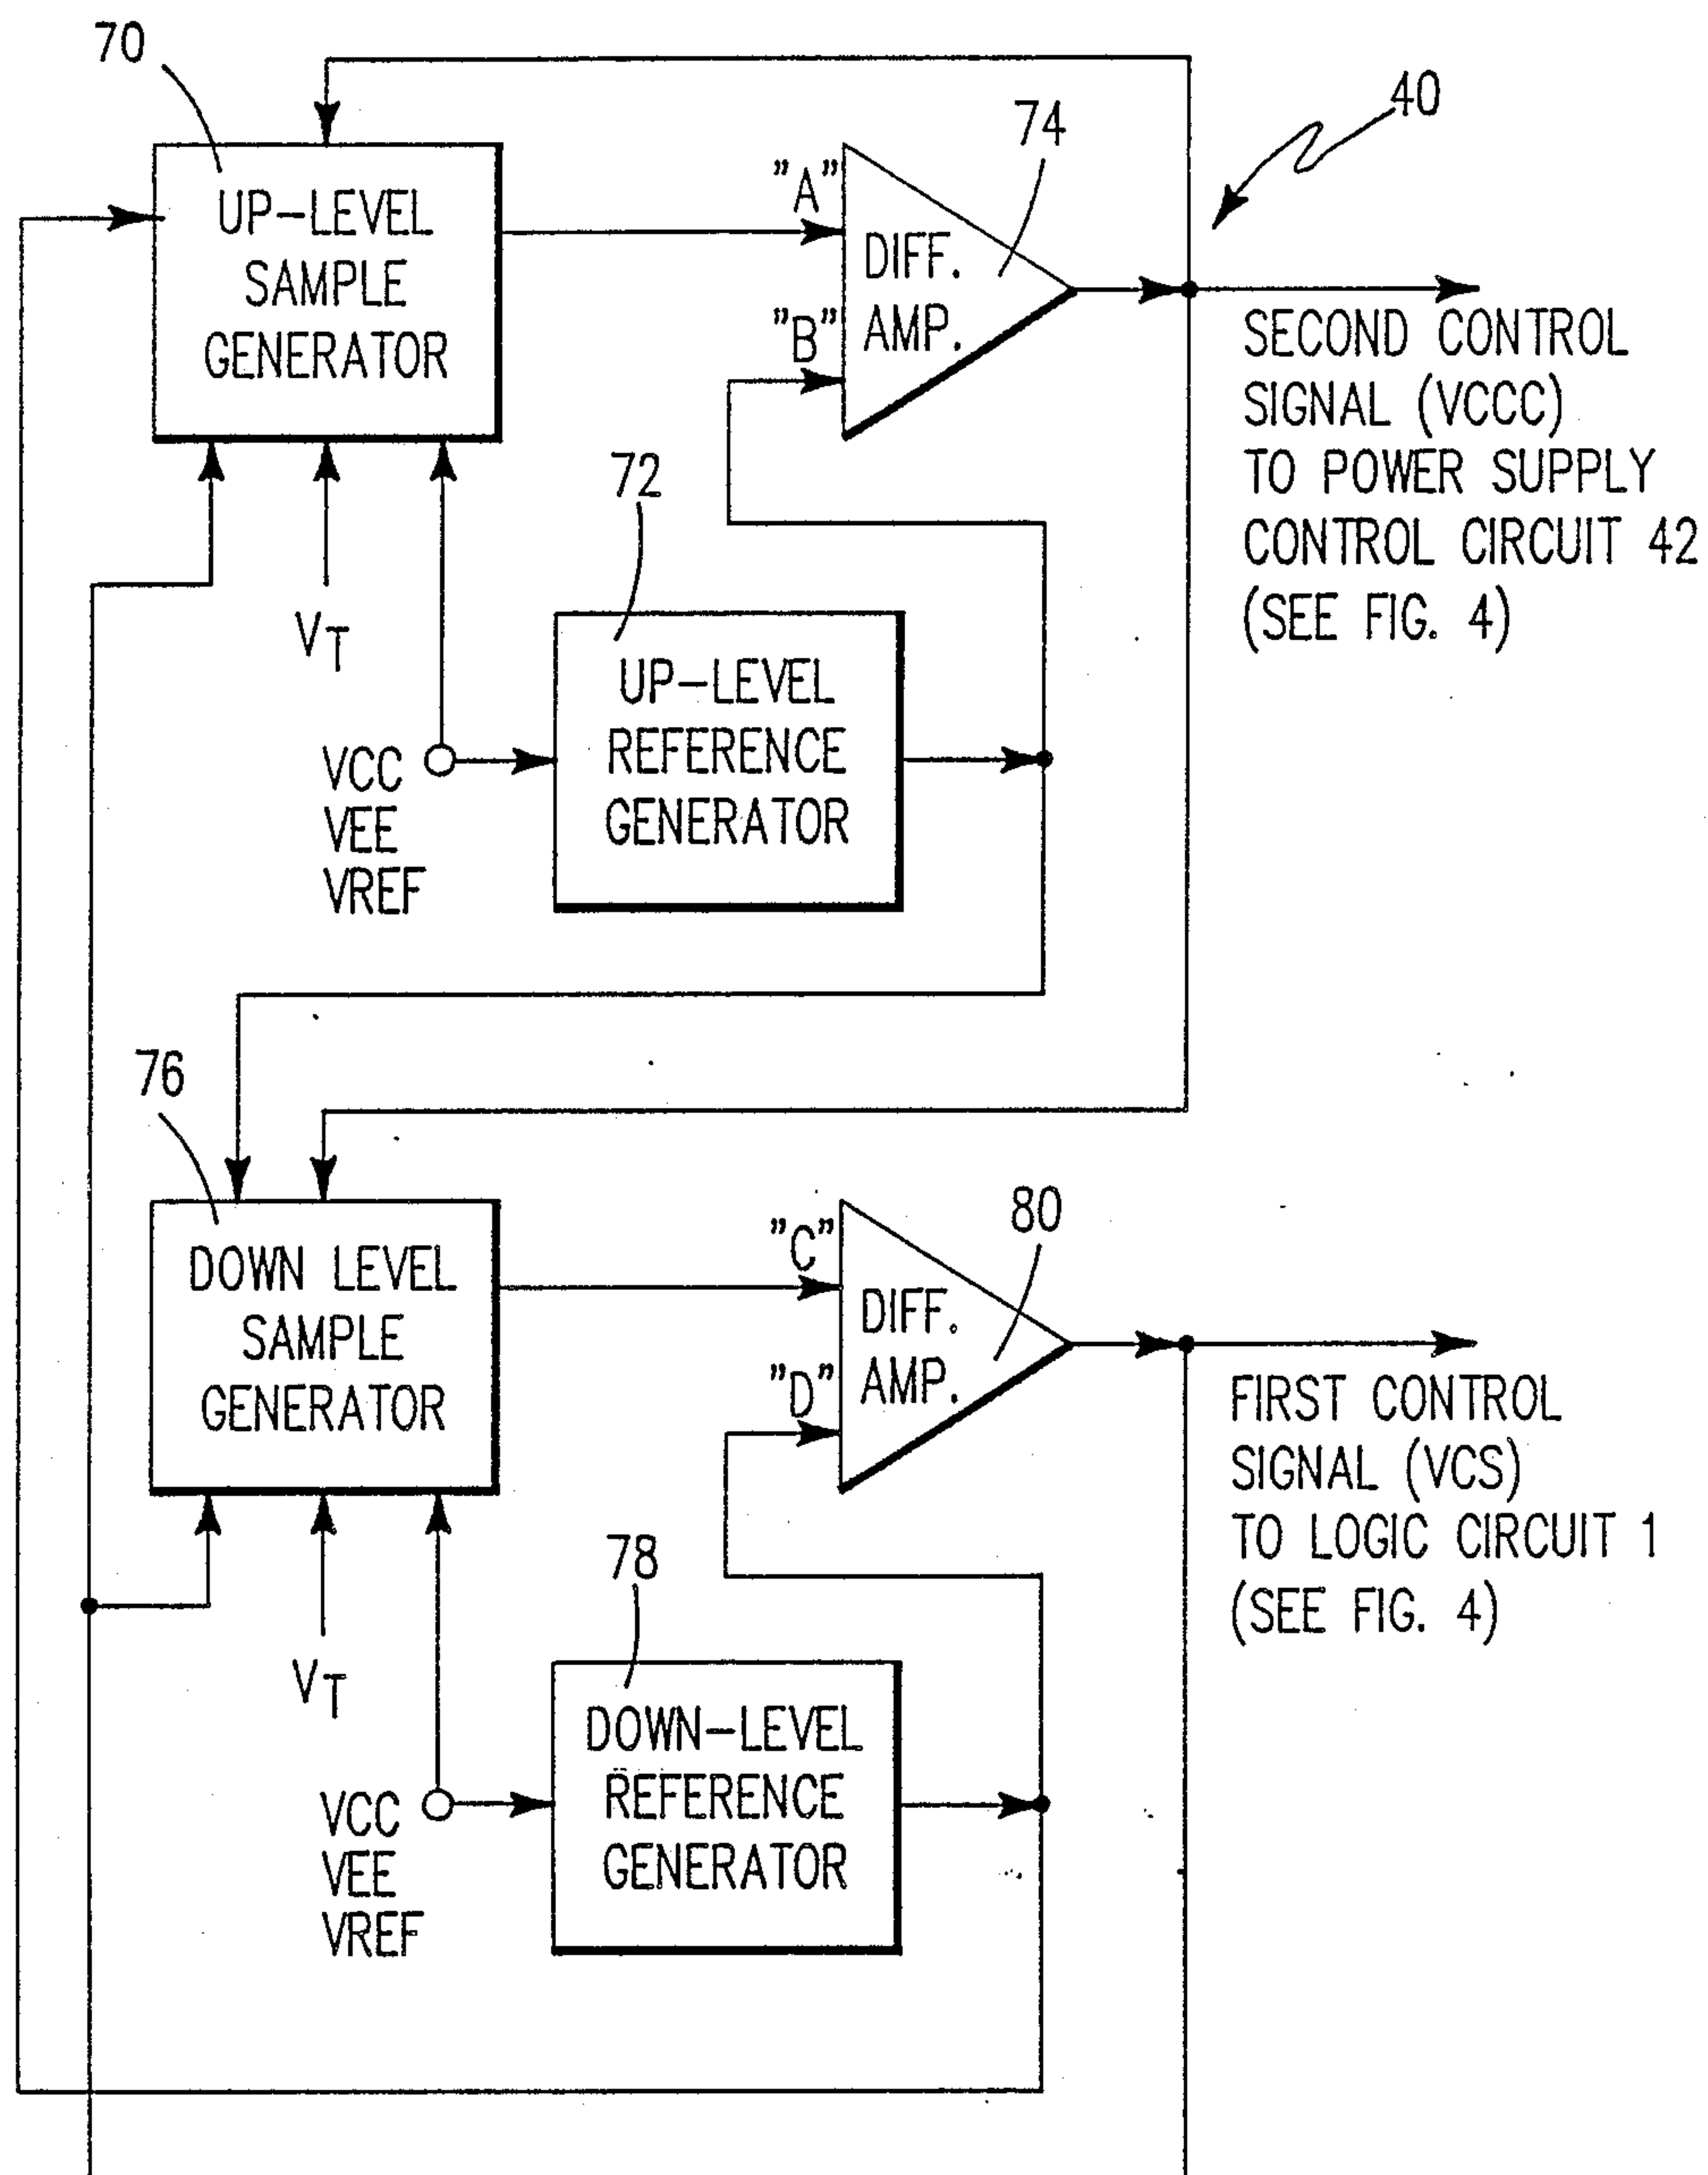 70
40
74
"A"
UP-LEVEL
SAMPLE
GENERATOR
DIFF.
AMP.
"B"
SECOND CONTROL
SIGNAL (VCCC)
TO POWER SUPPLY
CONTROL CIRCUIT 42
(SEE FIG. 4)
72
VT
UP-LEVEL
REFERENCE
GENERATOR
VCC
VEE
VREF
76
80
"C"
DOWN LEVEL
SAMPLE
GENERATOR
DIFF.
AMP.
"D"
FIRST CONTROL
SIGNAL (VCS)
TO LOGIC CIRCUIT 1
(SEE FIG. 4)
78
VT
DOWN-LEVEL
REFERENCE
GENERATOR
VCC
VEE
VREF